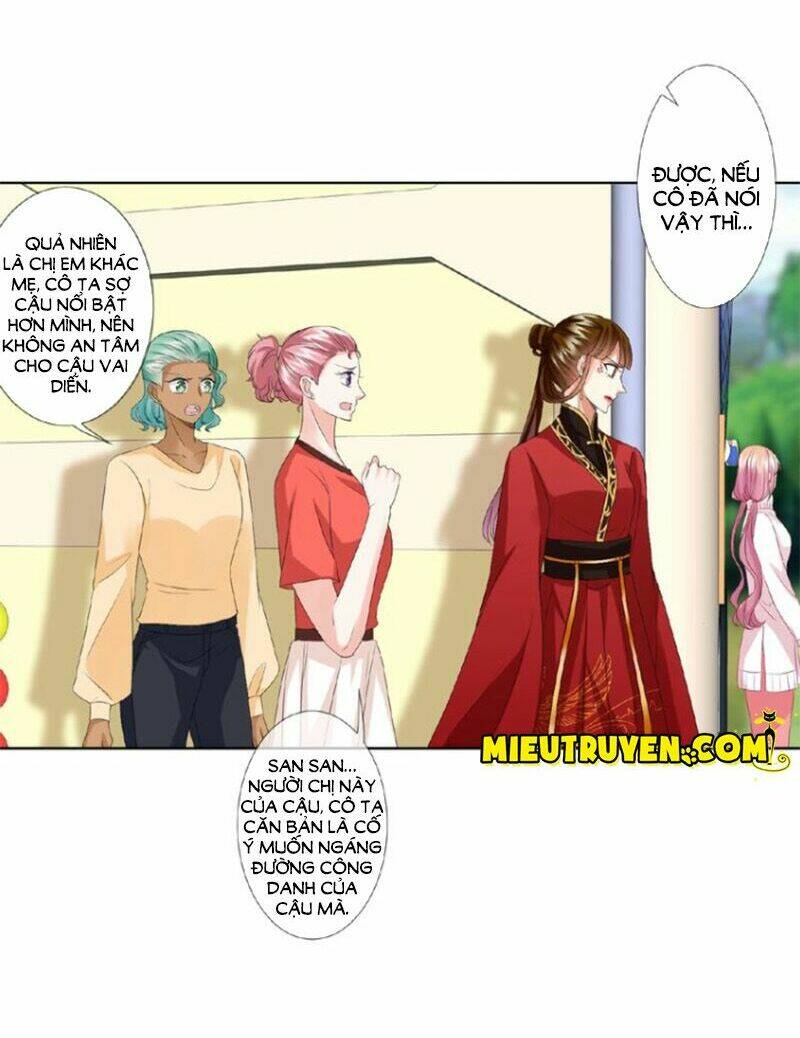 ĐƯỢC, NẾU
CÔ ĐÃ NÓI
VẬY THÌ...
QUẢ NHIÊN
LÀ CHỊ EM KHÁC
MẸ, CÔ TA SỢ
CẬU NỔI BẬT
HƠN MÌNH, NÊN
KHÔNG AN TÂM
CHO CẬU VAI
DIỄN.
SAN SAN...
NGƯỜI CHỊ NÀY
CỦA CẬU, CÔ TA
CĂN BẢN LÀ CỐ
Ý MUỐN NGÁNG
ĐƯỜNG CÔNG
DANH CỦA
CẬU MÀ.
MIEUTRUYEN.COM